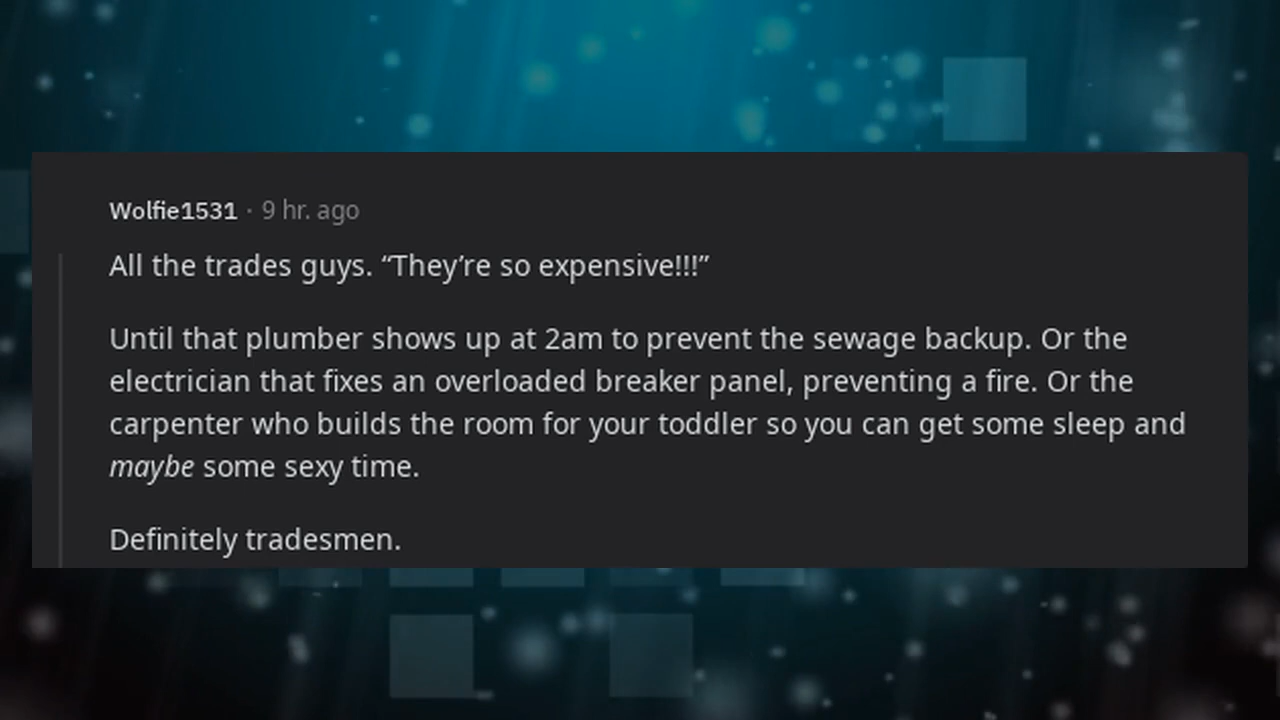 Wolfie1531 · 9 hr. ago
All the trades guys. “They’re so expensive!!!”
Until that plumber shows up at 2am to prevent the sewage backup. Or the
electrician that fixes an overloaded breaker panel, preventing a fire. Or the
carpenter who builds the room for your toddler so you can get some sleep and
maybe some sexy time.
Definitely tradesmen.